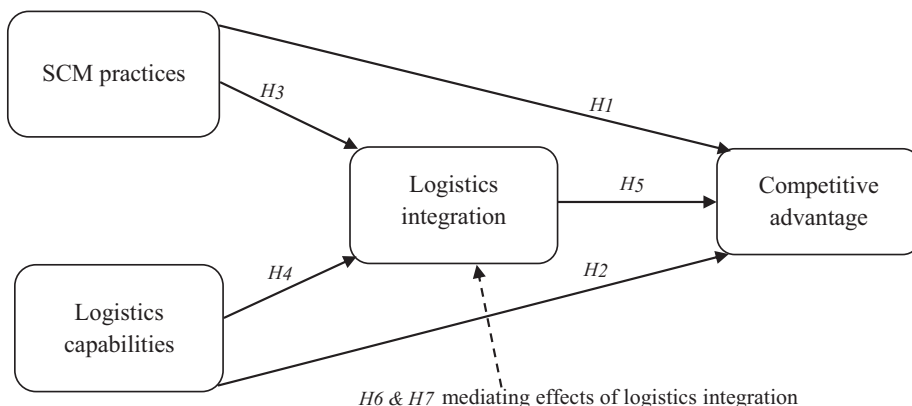 SCM practices
H1
H3
Logistics
integration
H5
Competitive
advantage
H4
H2
Logistics
capabilities
H6 & H7 mediating effects of logistics integration